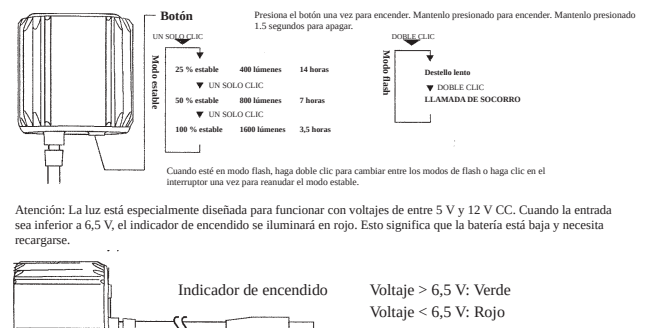 Botón
Presiona el botón una vez para encender. Mantenlo presionado para encender. Mantenlo presionado
1.5 segundos para apagar.
UN SOLO CLIC
Modo estable
25 % estable 400 lúmenes 14 horas
UN SOLO CLIC
50 % estable 800 lúmenes 7 horas
UN SOLO CLIC
100 % estable 1600 lúmenes 3,5 horas
DOBLE CLIC
Modo flash
Destello lento
DOBLE CLIC
LLAMADA DE SOCORRO
Cuando esté en modo flash, haga doble clic para cambiar entre los modos de flash o haga clic en el
interruptor una vez para reanudar el modo estable.
Atención: La luz está especialmente diseñada para funcionar con voltajes de entre 5 V y 12 V CC. Cuando la entrada
sea inferior a 6,5 V, el indicador de encendido se iluminará en rojo. Esto significa que la batería está baja y necesita
recargarse.
Indicador de encendido
Voltaje > 6,5 V: Verde
Voltaje < 6,5 V: Rojo